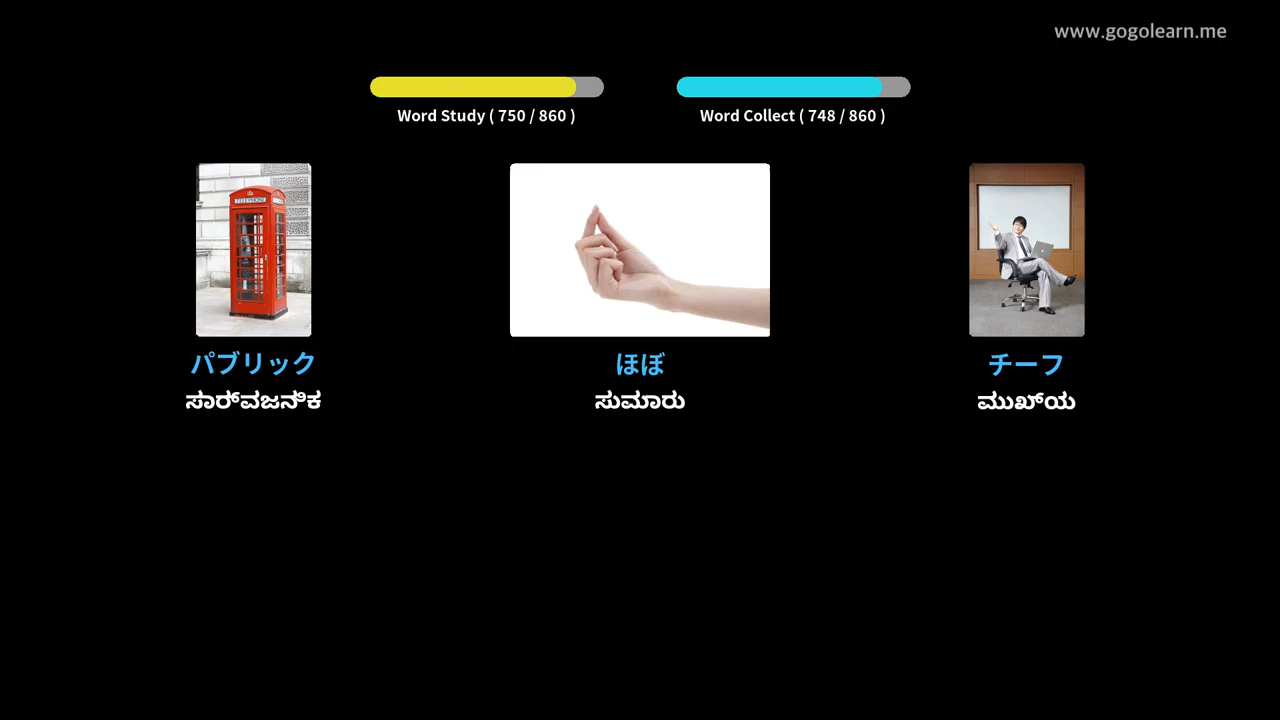 www.gogolearn.me
Word Study ( 750 / 860 )
Word Collect ( 748 / 860 )
TELEPHONE
パブリック
ほぼ
チーフ
ಸಾರ್ವಜನಿಕ
ಸುಮಾರು
ಮುಖ್ಯ